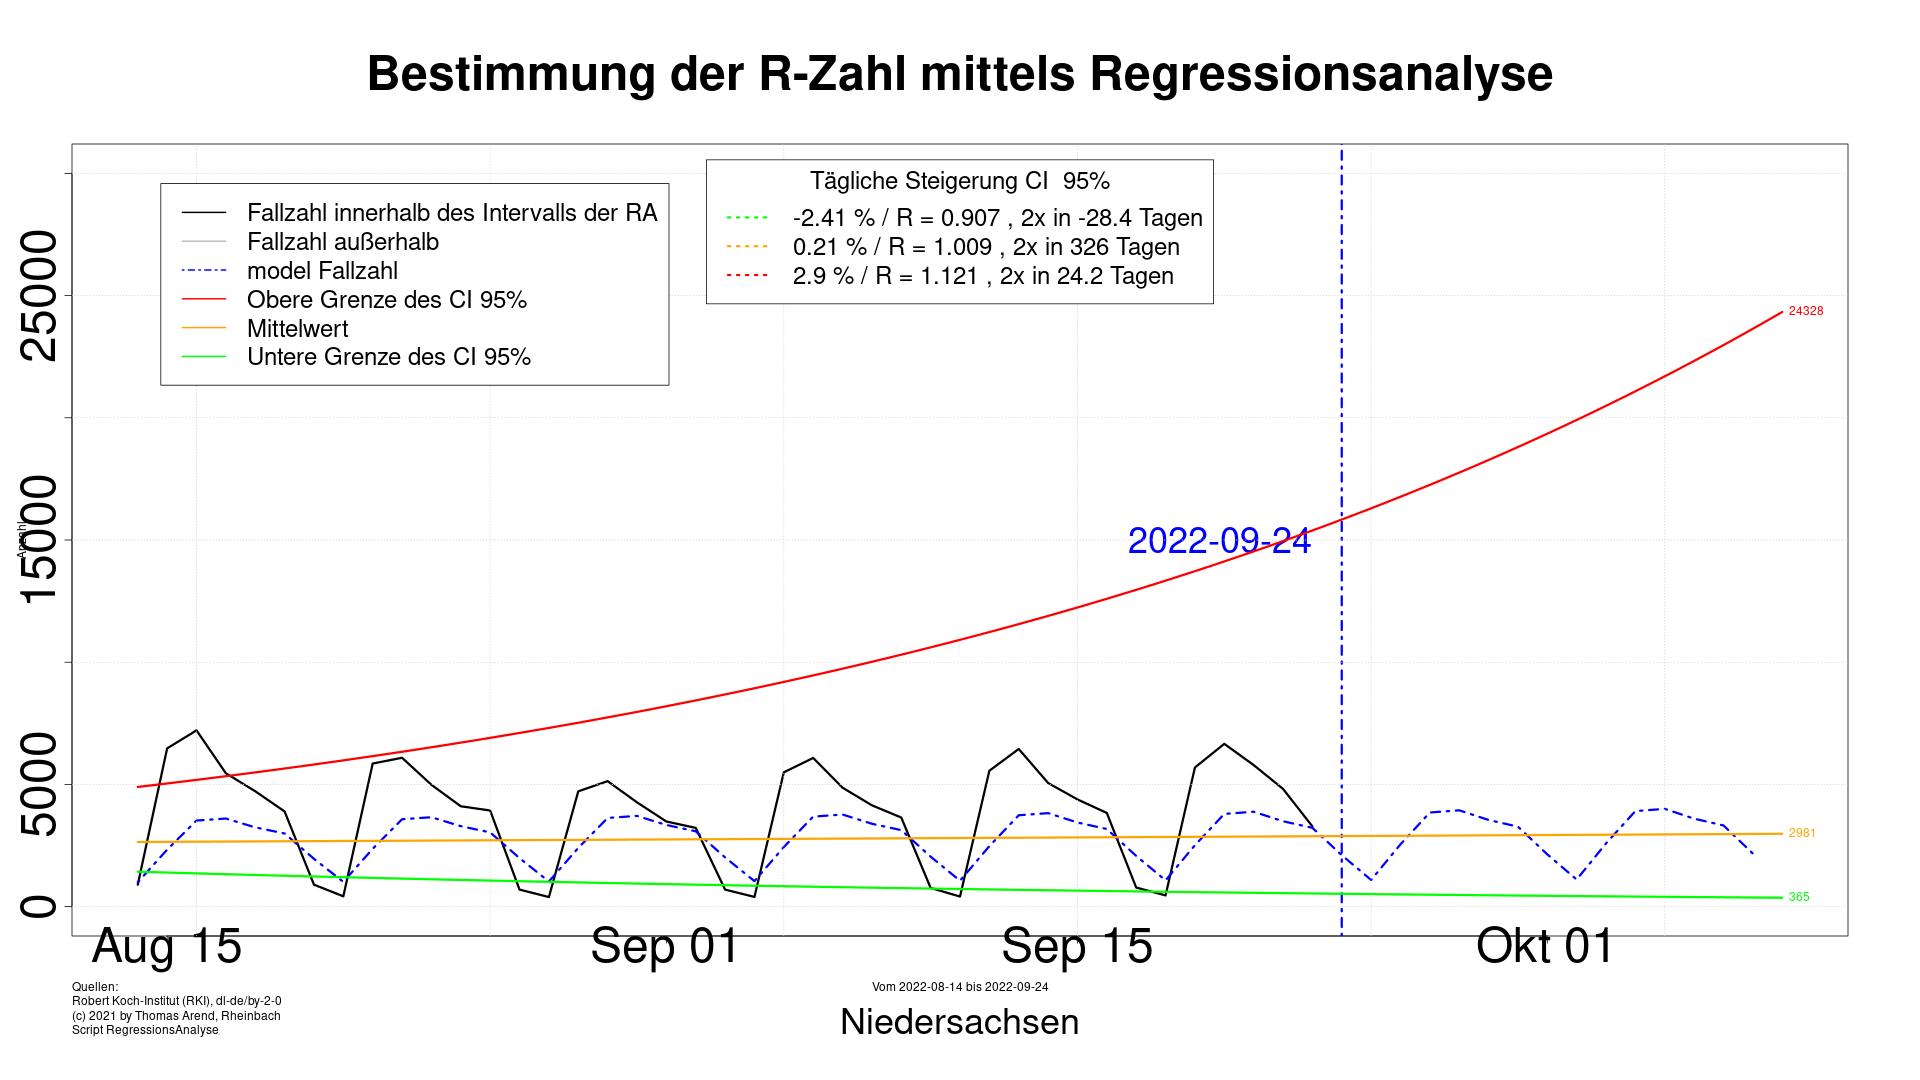 Bestimmung der R-Zahl mittels Regressionsanalyse
Fallzahl innerhalb des Intervalls der RA
Fallzahl außerhalb
model Fallzahl
Obere Grenze des CI 95%
Mittelwert
Untere Grenze des CI 95%
Tägliche Steigerung CI  95%
-2.41 % / R = 0.907 , 2x in -28.4 Tagen
0.21 % / R = 1.009 , 2x in 326 Tagen
2.9 % / R = 1.121 , 2x in 24.2 Tagen
25000
15000
5000
0
Anzahl
2022-09-24
24328
2981
365
Aug 15
Sep 01
Sep 15
Okt 01
Quellen:
Robert Koch-Institut (RKI), dl-de/by-2-0
(c) 2021 by Thomas Arend, Rheinbach
Script RegressionsAnalyse
Vom 2022-08-14 bis 2022-09-24
Niedersachsen